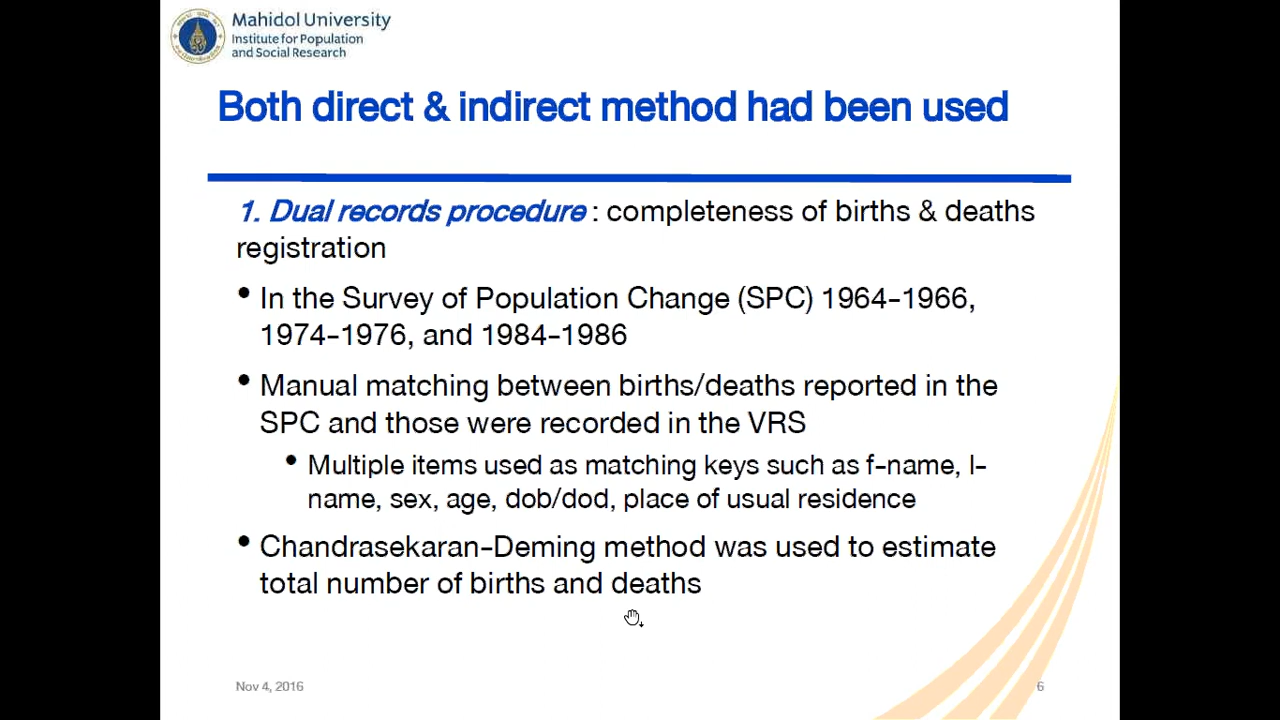 Mahidol University
Institute for Population
and Social Research
Both direct & indirect method had been used
1. Dual records procedure : completeness of births & deaths
registration
• In the Survey of Population Change (SPC) 1964-1966,
1974-1976, and 1984-1986
• Manual matching between births/deaths reported in the
SPC and those were recorded in the VRS
• Multiple items used as matching keys such as f-name, l-
name, sex, age, dob/dod, place of usual residence
• Chandrasekaran-Deming method was used to estimate
total number of births and deaths
Nov 4, 2016
6